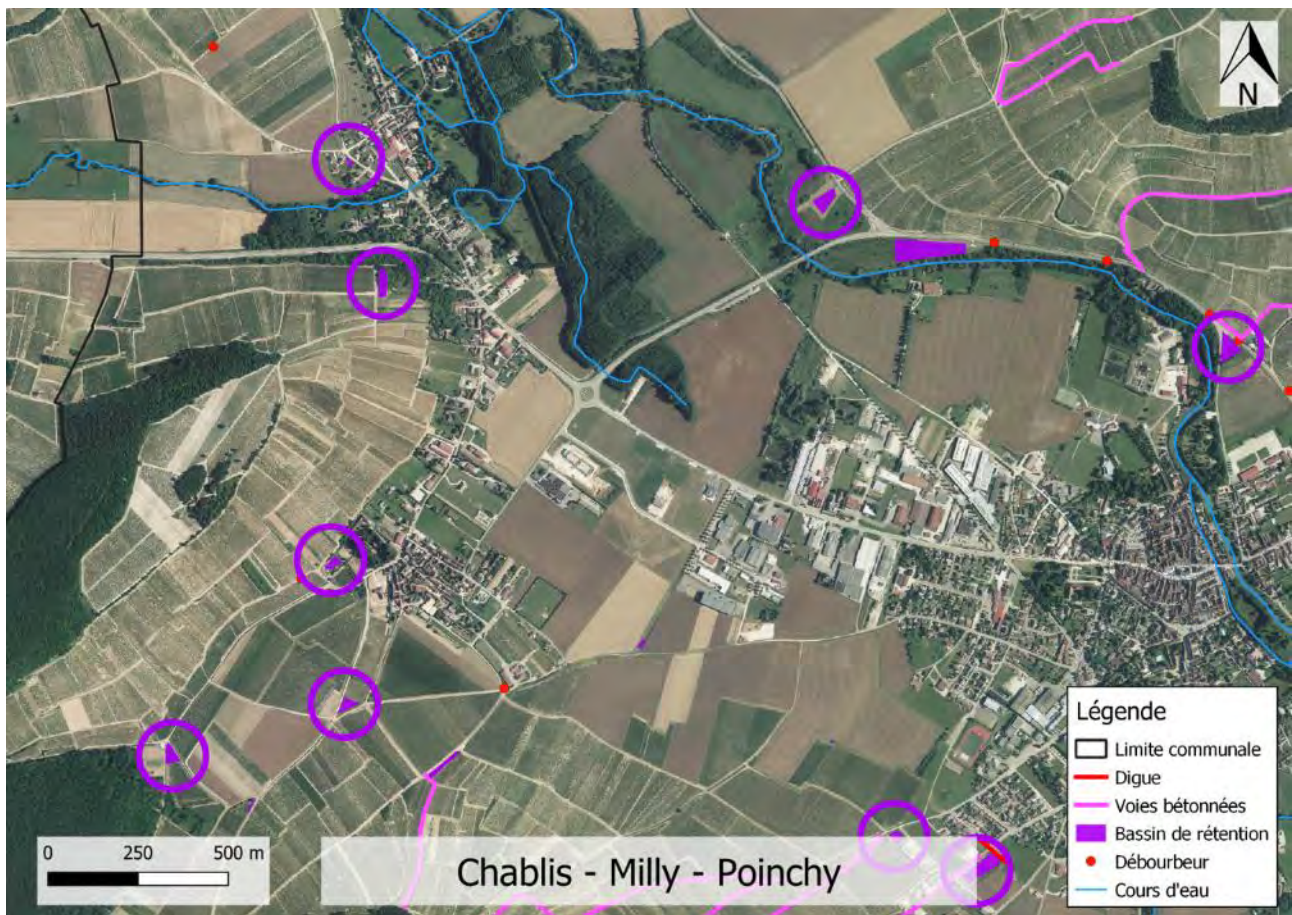 N
Légende
Limite communale
Digue
Voies bétonnées
Bassin de rétention
Débourbeur
Cours d'eau
0 250 500 m
Chablis - Milly - Poinchy